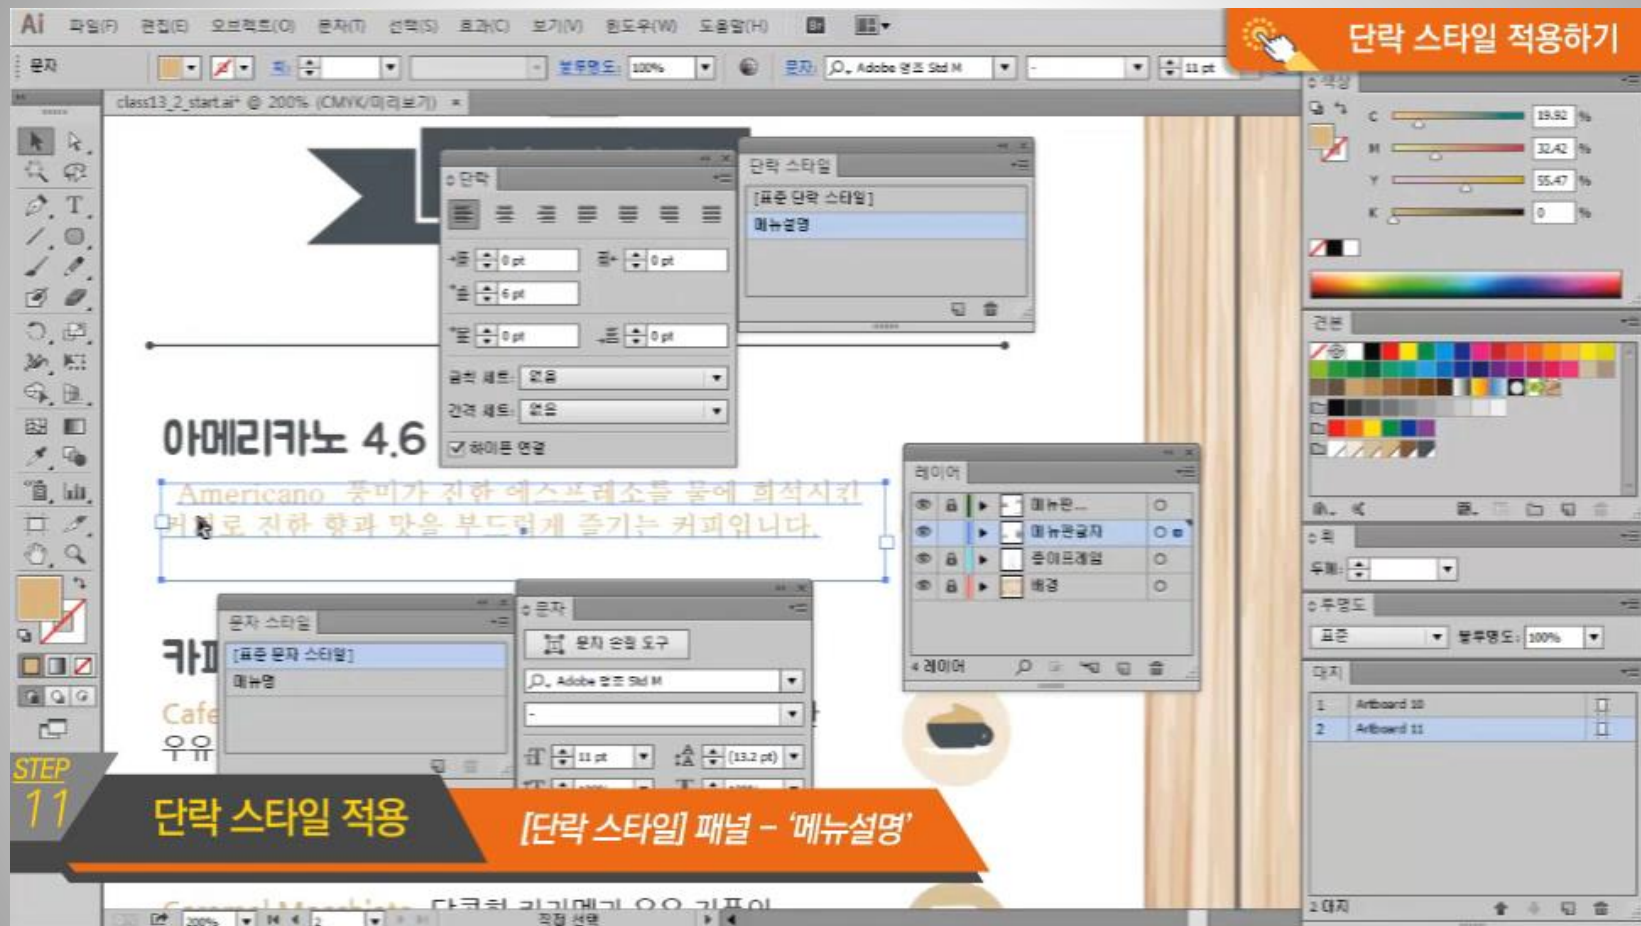 Ai 파일(F) 편집(E) 오브젝트(O) 문자(T) 선택(S) 효과(C) 보기(V) 윈도우(W) 도움말(H) Br
단락 스타일 적용하기
문자 획: 불투명도: 100% 문자: Adobe 명조 Std M - 11 pt
class13_2_start.ai* @ 200% (CMYK/미리보기) ×
색상
C 19.92 %
M 32.42 %
Y 55.47 %
K 0 %
단락
단락 스타일
[표준 단락 스타일]
메뉴설명
0 pt 0 pt
6 pt
0 pt 0 pt
금칙 세트: 없음
간격 세트: 없음
하이픈 연결
견본
아메리카노 4.6
Americano 풍미가 진한 에스프레소를 물에 희석시킨
커피로 진한 향과 맛을 부드럽게 즐기는 커피입니다.
레이어
메뉴판...
메뉴판글자
종이프레임
배경
4 레이어
획
두께:
투명도
표준 불투명도: 100%
문자 스타일
[표준 문자 스타일]
메뉴명
문자
문자 손질 도구
Adobe 명조 Std M
-
11 pt (13.2 pt)
카페
Cafe
우유
대지
1 Artboard 10
2 Artboard 11
2 대지
STEP
11
단락 스타일 적용
[단락 스타일] 패널 – '메뉴설명'
200% 2 직접 선택